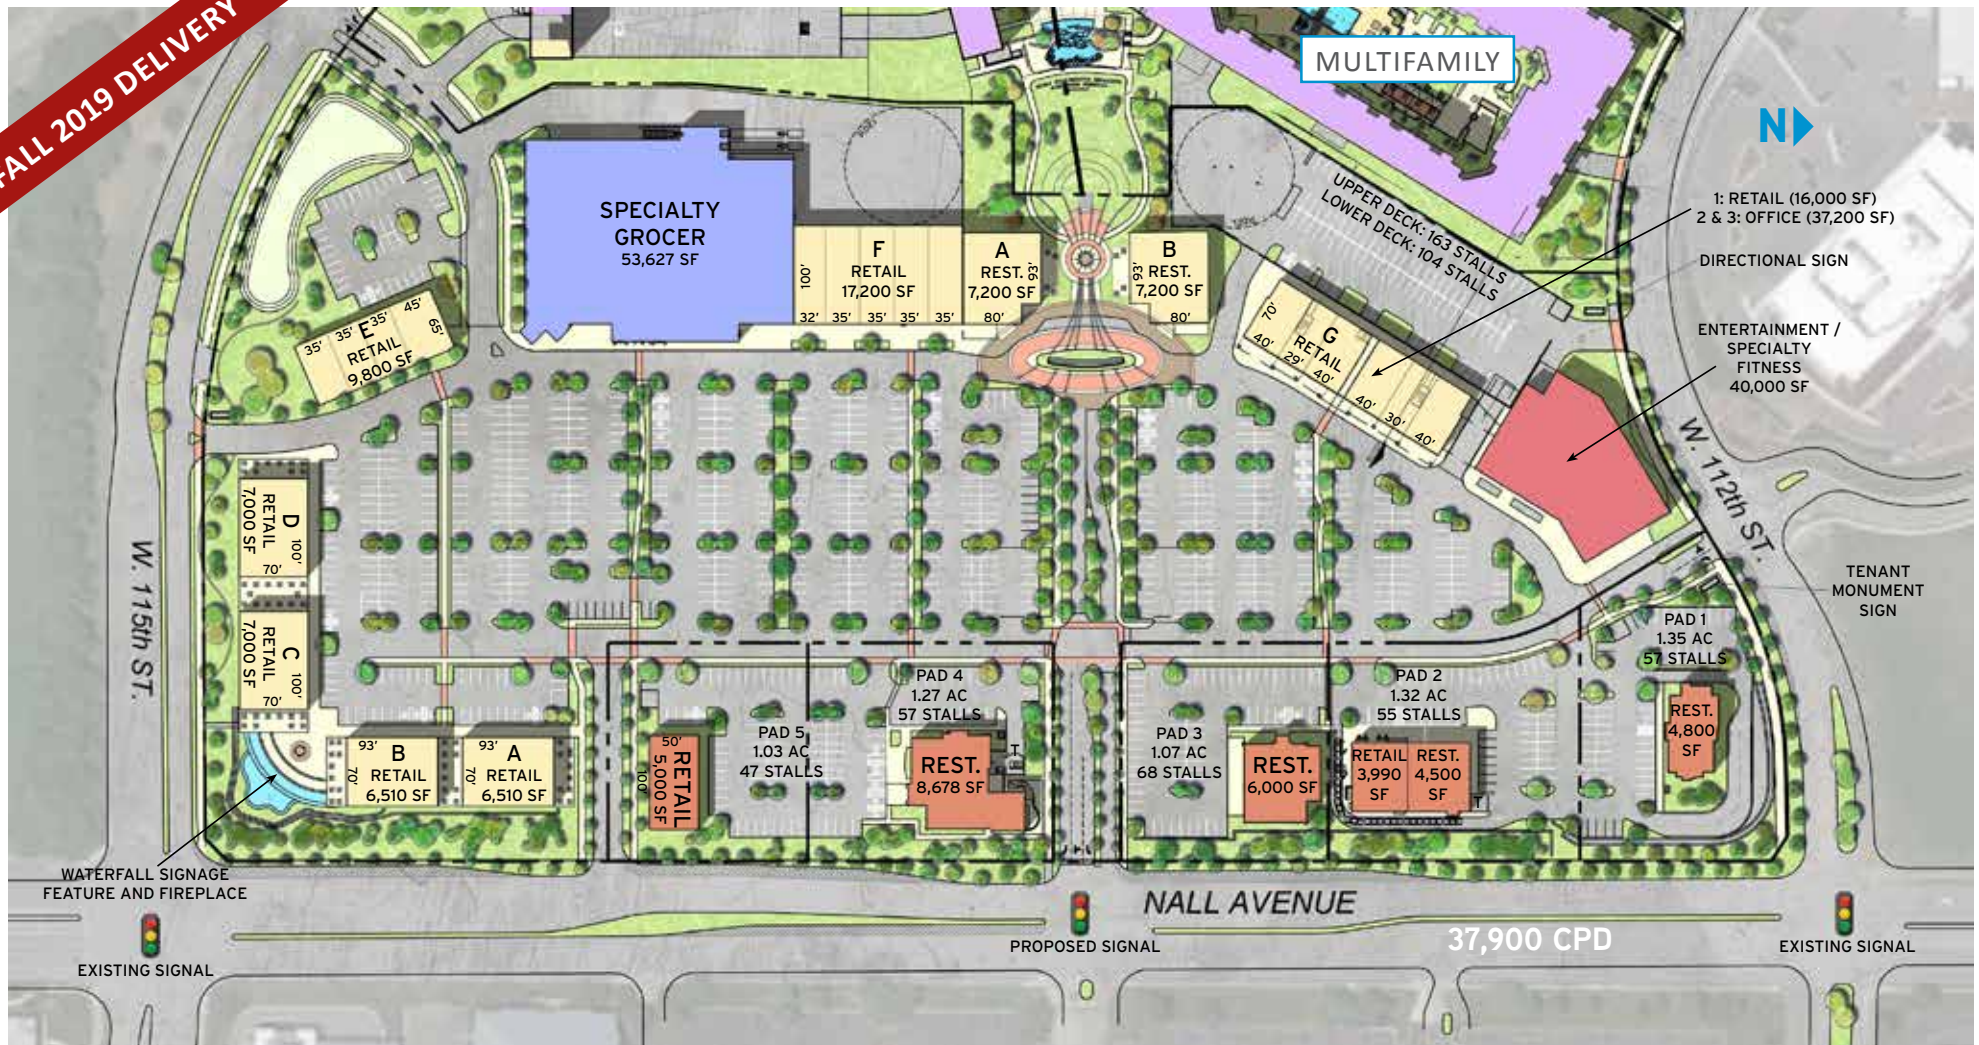 FALL 2019 DELIVERY
MULTIFAMILY
N
1: RETAIL (16,000 SF)
2 & 3: OFFICE (37,200 SF)
DIRECTIONAL SIGN
ENTERTAINMENT /
SPECIALTY
FITNESS
40,000 SF
UPPER DECK: 163 STALLS
LOWER DECK: 104 STALLS
SPECIALTY
GROCER
53,627 SF
F
RETAIL
17,200 SF
100'
32'
35'
35'
35'
35'
A
REST.
7,200 SF
93'
80'
B
REST.
7,200 SF
93'
80'
G
RETAIL
70'
40'
29'
40'
40'
30'
40'
E
RETAIL
9,800 SF
35'
35'
35'
45'
65'
W. 112th ST.
W. 115th ST.
D
RETAIL
7,000 SF
100'
70'
C
RETAIL
7,000 SF
100'
70'
B
RETAIL
6,510 SF
93'
70'
A
RETAIL
6,510 SF
93'
70'
50'
100'
RETAIL
5,000 SF
PAD 5
1.03 AC
47 STALLS
PAD 4
1.27 AC
57 STALLS
REST.
8,678 SF
T
PAD 3
1.07 AC
68 STALLS
REST.
6,000 SF
PAD 2
1.32 AC
55 STALLS
RETAIL
3,990
SF
REST.
4,500
SF
T
PAD 1
1.35 AC
57 STALLS
REST.
4,800
SF
TENANT
MONUMENT
SIGN
WATERFALL SIGNAGE
FEATURE AND FIREPLACE
NALL AVENUE
37,900 CPD
EXISTING SIGNAL
PROPOSED SIGNAL
EXISTING SIGNAL